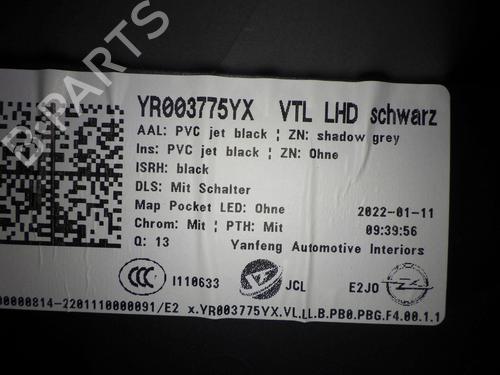 B PARTS
YR003775YX VTL LHD schwarz
AAL: PVC jet black ¦ ZN: shadow grey
Ins: PVC jet black ¦ ZN: Ohne
ISRH: black
DLS: Mit Schalter
Map Pocket LED: Ohne 2022-01-11
Chrom: Mit ¦ PTH: Mit 09:39:56
Q: 13 Yanfeng Automotive Interiors
CCC I110633 JCL E2JO
00000814-2201110000091/E2 x.YR003775YX.VL.LL.B.PB0.PBG.F4.00.1.1